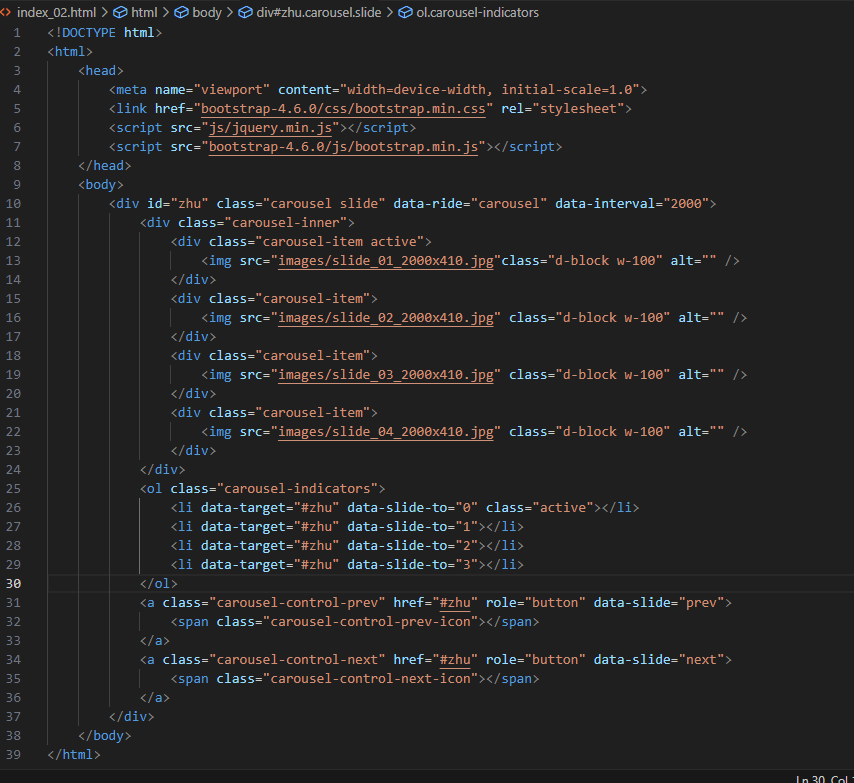 index_02.html > html > body > div#zhu.carousel.slide > ol.carousel-indicators
1 <!DOCTYPE html>
2 <html>
3 <head>
4 <meta name="viewport" content="width=device-width, initial-scale=1.0">
5 <link href="bootstrap-4.6.0/css/bootstrap.min.css" rel="stylesheet">
6 <script src="js/jquery.min.js"></script>
7 <script src="bootstrap-4.6.0/js/bootstrap.min.js"></script>
8 </head>
9 <body>
10 <div id="zhu" class="carousel slide" data-ride="carousel" data-interval="2000">
11 <div class="carousel-inner">
12 <div class="carousel-item active">
13 <img src="images/slide_01_2000x410.jpg"class="d-block w-100" alt="" />
14 </div>
15 <div class="carousel-item">
16 <img src="images/slide_02_2000x410.jpg" class="d-block w-100" alt="" />
17 </div>
18 <div class="carousel-item">
19 <img src="images/slide_03_2000x410.jpg" class="d-block w-100" alt="" />
20 </div>
21 <div class="carousel-item">
22 <img src="images/slide_04_2000x410.jpg" class="d-block w-100" alt="" />
23 </div>
24 </div>
25 <ol class="carousel-indicators">
26 <li data-target="#zhu" data-slide-to="0" class="active"></li>
27 <li data-target="#zhu" data-slide-to="1"></li>
28 <li data-target="#zhu" data-slide-to="2"></li>
29 <li data-target="#zhu" data-slide-to="3"></li>
30 </ol>
31 <a class="carousel-control-prev" href="#zhu" role="button" data-slide="prev">
32 <span class="carousel-control-prev-icon"></span>
33 </a>
34 <a class="carousel-control-next" href="#zhu" role="button" data-slide="next">
35 <span class="carousel-control-next-icon"></span>
36 </a>
37 </div>
38 </body>
39 </html>
Ln 30, Col